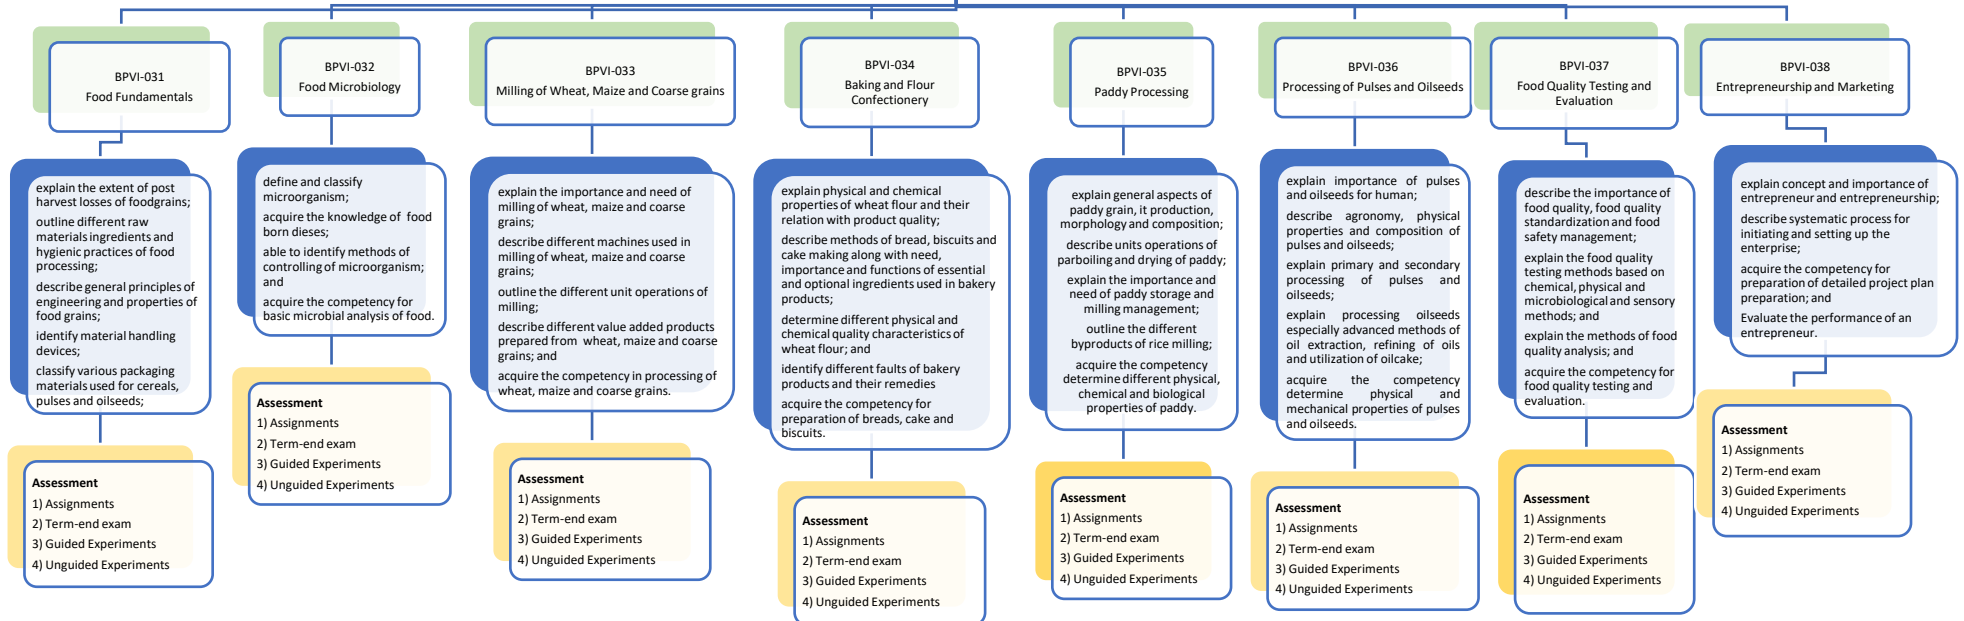 BPVI-031
Food Fundamentals
explain the extent of post
harvest losses of foodgrains;
outline different raw
materials ingredients and
hygienic practices of food
processing;
describe general principles of
engineering and properties of
food grains;
identify material handling
devices;
classify various packaging
materials used for cereals,
pulses and oilseeds;
Assessment
1) Assignments
2) Term-end exam
3) Guided Experiments
4) Unguided Experiments
BPVI-032
Food Microbiology
define and classify
microorganism;
acquire the knowledge of food
born dieses;
able to identify methods of
controlling of microorganism;
and
acquire the competency for
basic microbial analysis of food.
Assessment
1) Assignments
2) Term-end exam
3) Guided Experiments
4) Unguided Experiments
BPVI-033
Milling of Wheat, Maize and Coarse grains
explain the importance and need of
milling of wheat, maize and coarse
grains;
describe different machines used in
milling of wheat, maize and coarse
grains;
outline the different unit operations of
milling;
describe different value added products
prepared from wheat, maize and coarse
grains; and
acquire the competency in processing of
wheat, maize and coarse grains.
Assessment
1) Assignments
2) Term-end exam
3) Guided Experiments
4) Unguided Experiments
BPVI-034
Baking and Flour
Confectionery
explain physical and chemical
properties of wheat flour and their
relation with product quality;
describe methods of bread, biscuits and
cake making along with need,
importance and functions of essential
and optional ingredients used in bakery
products;
determine different physical and
chemical quality characteristics of
wheat flour; and
identify different faults of bakery
products and their remedies
acquire the competency for
preparation of breads, cake and
biscuits.
Assessment
1) Assignments
2) Term-end exam
3) Guided Experiments
4) Unguided Experiments
BPVI-035
Paddy Processing
explain general aspects of
paddy grain, it production,
morphology and composition;
describe units operations of
parboiling and drying of paddy;
explain the importance and
need of paddy storage and
milling management;
outline the different
byproducts of rice milling;
acquire the competency
determine different physical,
chemical and biological
properties of paddy.
Assessment
1) Assignments
2) Term-end exam
3) Guided Experiments
4) Unguided Experiments
BPVI-036
Processing of Pulses and Oilseeds
explain importance of pulses
and oilseeds for human;
describe agronomy, physical
properties and composition of
pulses and oilseeds;
explain primary and secondary
processing of pulses and
oilseeds;
explain processing oilseeds
especially advanced methods of
oil extraction, refining of oils
and utilization of oilcake;
acquire the competency
determine physical and
mechanical properties of pulses
and oilseeds.
Assessment
1) Assignments
2) Term-end exam
3) Guided Experiments
4) Unguided Experiments
BPVI-037
Food Quality Testing and
Evaluation
describe the importance of
food quality, food quality
standardization and food
safety management;
explain the food quality
testing methods based on
chemical, physical and
microbiological and sensory
methods; and
explain the methods of food
quality analysis; and
acquire the competency for
food quality testing and
evaluation.
Assessment
1) Assignments
2) Term-end exam
3) Guided Experiments
4) Unguided Experiments
BPVI-038
Entrepreneurship and Marketing
explain concept and importance of
entrepreneur and entrepreneurship;
describe systematic process for
initiating and setting up the
enterprise;
acquire the competency for
preparation of detailed project plan
preparation; and
Evaluate the performance of an
entrepreneur.
Assessment
1) Assignments
2) Term-end exam
3) Guided Experiments
4) Unguided Experiments